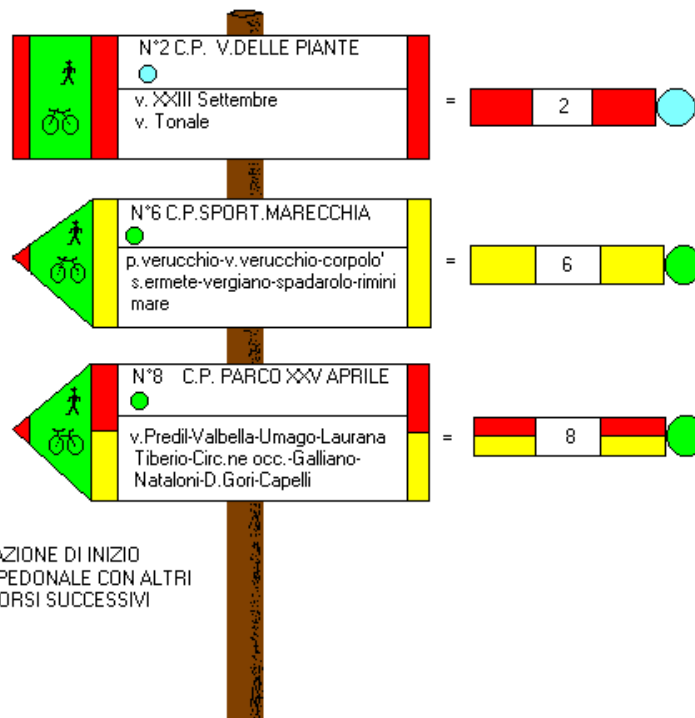 N°2 C.P. V.DELLE PIANTE
v. XXIII Settembre
v. Tonale
= 2
N°6 C.P.SPORT.MARECCHIA
p.verucchio-v.verucchio-corpolo'
s.ermete-vergiano-spadarolo-rimini
mare
= 6
N°8 C.P. PARCO XXV APRILE
v.Predil-Valbella-Umago-Laurana
Tiberio-Circ.ne occ.-Galliano-
Nataloni-D.Gori-Capelli
= 8
AZIONE DI INIZIO
PEDONALE CON ALTRI
ORSI SUCCESSIVI